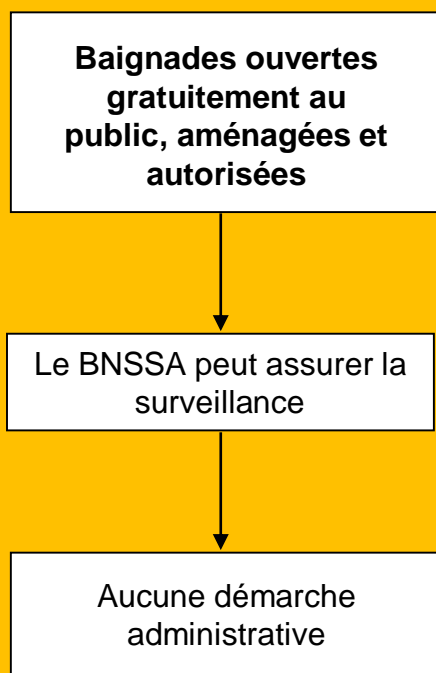 Baignades ouvertes
gratuitement au
public, aménagées et
autorisées
Le BNSSA peut assurer la
surveillance
Aucune démarche
administrative